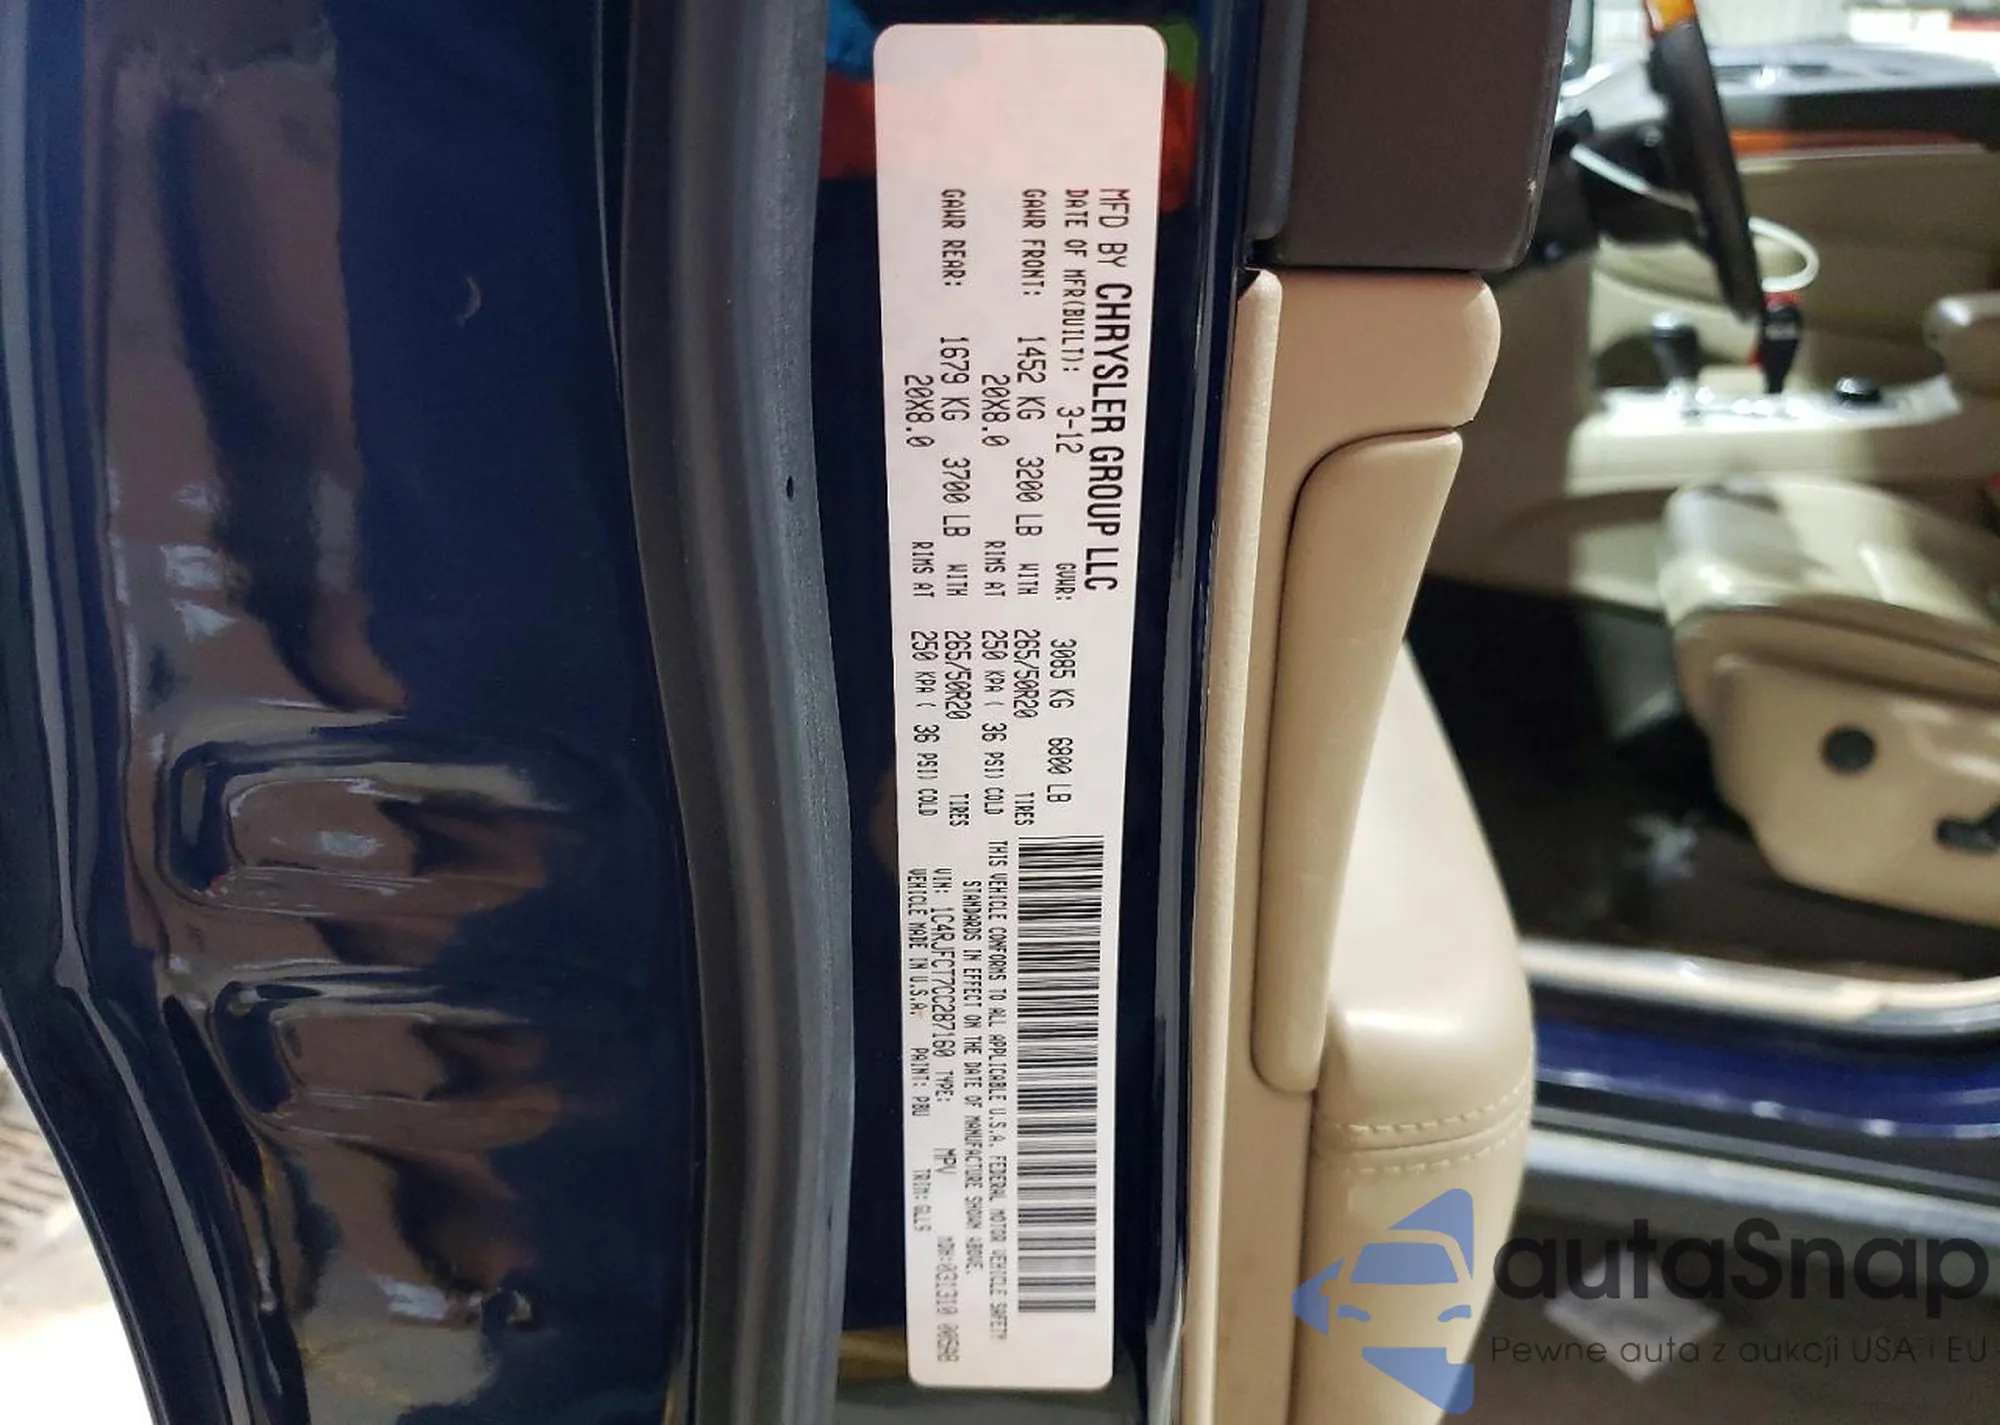 MFD BY CHRYSLER GROUP LLC
DATE OF MFR(BUILT): 3-12 GVWR: 3085 KG 6800 LB
GAWR FRONT: 1452 KG 3200 LB WITH 265/50R20 TIRES
20X8.0 RIMS AT 250 KPA ( 36 PSI) COLD
GAWR REAR: 1679 KG 3700 LB WITH 265/50R20 TIRES
20X8.0 RIMS AT 250 KPA ( 36 PSI) COLD
THIS VEHICLE CONFORMS TO ALL APPLICABLE U.S.A. FEDERAL MOTOR VEHICLE SAFETY
STANDARDS IN EFFECT ON THE DATE OF MANUFACTURE SHOWN ABOVE.
VIN: 1C4RJFCT7CC287160 TYPE: MPV MDH:031310 005AB
VEHICLE MADE IN U.S.A. PAINT: PBU TRIM:
autaSnap
Pewne auta z aukcji USA i EU